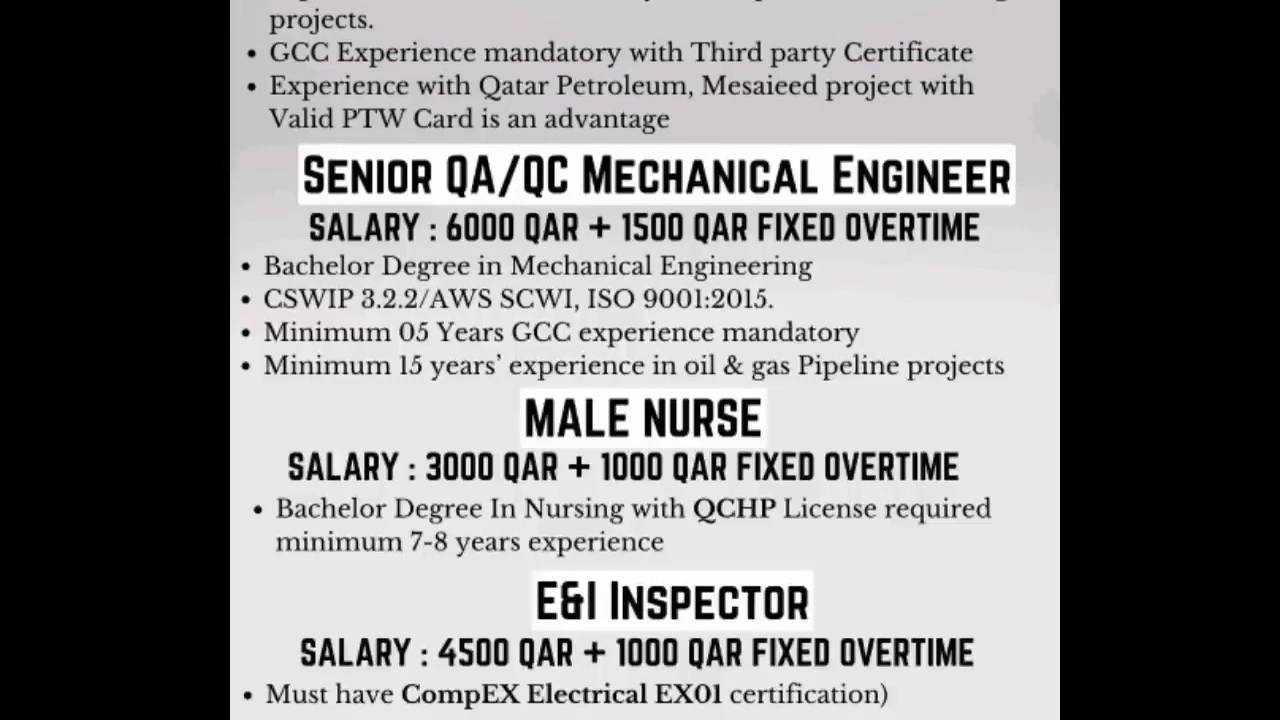 projects.
• GCC Experience mandatory with Third party Certificate
• Experience with Qatar Petroleum, Mesaieed project with
Valid PTW Card is an advantage
SENIOR QA/QC MECHANICAL ENGINEER
SALARY : 6000 QAR + 1500 QAR FIXED OVERTIME
• Bachelor Degree in Mechanical Engineering
• CSWIP 3.2.2/AWS SCWI, ISO 9001:2015.
• Minimum 05 Years GCC experience mandatory
• Minimum 15 years’ experience in oil & gas Pipeline projects
MALE NURSE
SALARY : 3000 QAR + 1000 QAR FIXED OVERTIME
• Bachelor Degree In Nursing with QCHP License required
minimum 7-8 years experience
E&I INSPECTOR
SALARY : 4500 QAR + 1000 QAR FIXED OVERTIME
• Must have CompEX Electrical EX01 certification)